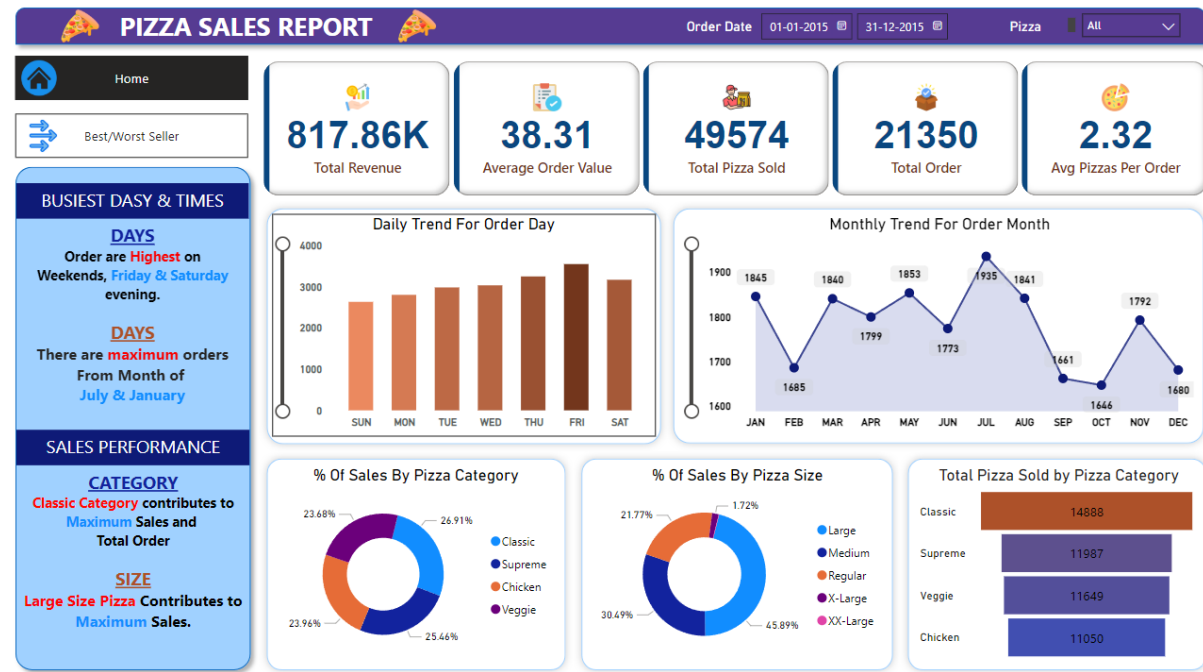 PIZZA SALES REPORT
Order Date
01-01-2015
31-12-2015
Pizza
All
Home
Best/Worst Seller
817.86K
Total Revenue
38.31
Average Order Value
49574
Total Pizza Sold
21350
Total Order
2.32
Avg Pizzas Per Order
BUSIEST DASY & TIMES
DAYS
Order are Highest on
Weekends, Friday & Saturday
evening.
DAYS
There are maximum orders
From Month of
July & January
SALES PERFORMANCE
CATEGORY
Classic Category contributes to
Maximum Sales and
Total Order
SIZE
Large Size Pizza Contributes to
Maximum Sales.
Daily Trend For Order Day
4000
3000
2000
1000
0
SUN MON TUE WED THU FRI SAT
Monthly Trend For Order Month
1900
1800
1700
1600
1845
1685
1840
1799
1853
1773
1935
1841
1661
1646
1792
1680
JAN FEB MAR APR MAY JUN JUL AUG SEP OCT NOV DEC
% Of Sales By Pizza Category
23.68%
26.91%
23.96%
25.46%
Classic
Supreme
Chicken
Veggie
% Of Sales By Pizza Size
1.72%
21.77%
30.49%
45.89%
Large
Medium
Regular
X-Large
XX-Large
Total Pizza Sold by Pizza Category
Classic 14888
Supreme 11987
Veggie 11649
Chicken 11050